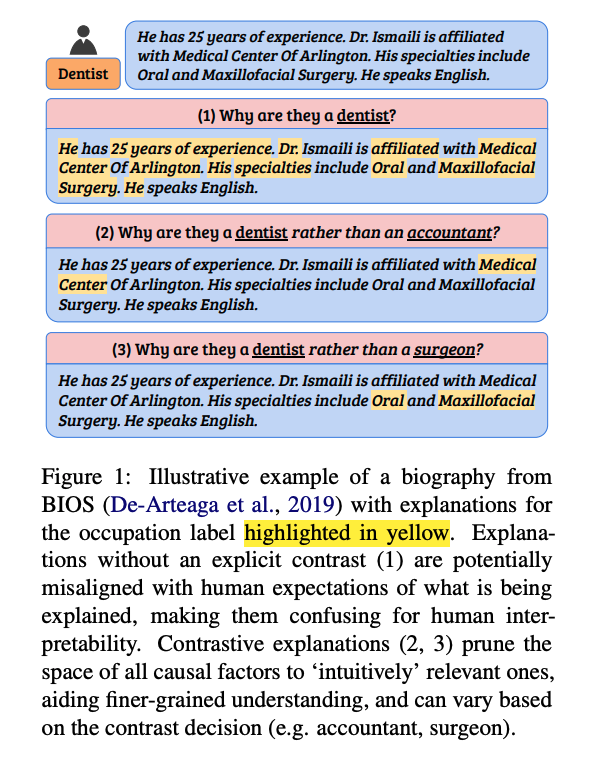 He has 25 years of experience. Dr. Ismaili is affiliated
with Medical Center Of Arlington. His specialties include
Oral and Maxillofacial Surgery. He speaks English.
Dentist
(1) Why are they a dentist?
He has 25 years of experience. Dr. Ismaili is affiliated with Medical
Center Of Arlington. His specialties include Oral and Maxillofacial
Surgery. He speaks English.
(2) Why are they a dentist rather than an accountant?
He has 25 years of experience. Dr. Ismaili is affiliated with Medical
Center Of Arlington. His specialties include Oral and Maxillofacial
Surgery. He speaks English.
(3) Why are they a dentist rather than a surgeon?
He has 25 years of experience. Dr. Ismaili is affiliated with Medical
Center Of Arlington. His specialties include Oral and Maxillofacial
Surgery. He speaks English.
Figure 1: Illustrative example of a biography from
BIOS (De-Arteaga et al., 2019) with explanations for
the occupation label highlighted in yellow. Explana-
tions without an explicit contrast (1) are potentially
misaligned with human expectations of what is being
explained, making them confusing for human inter-
pretability. Contrastive explanations (2, 3) prune the
space of all causal factors to ‘intuitively’ relevant ones,
aiding finer-grained understanding, and can vary based
on the contrast decision (e.g. accountant, surgeon).